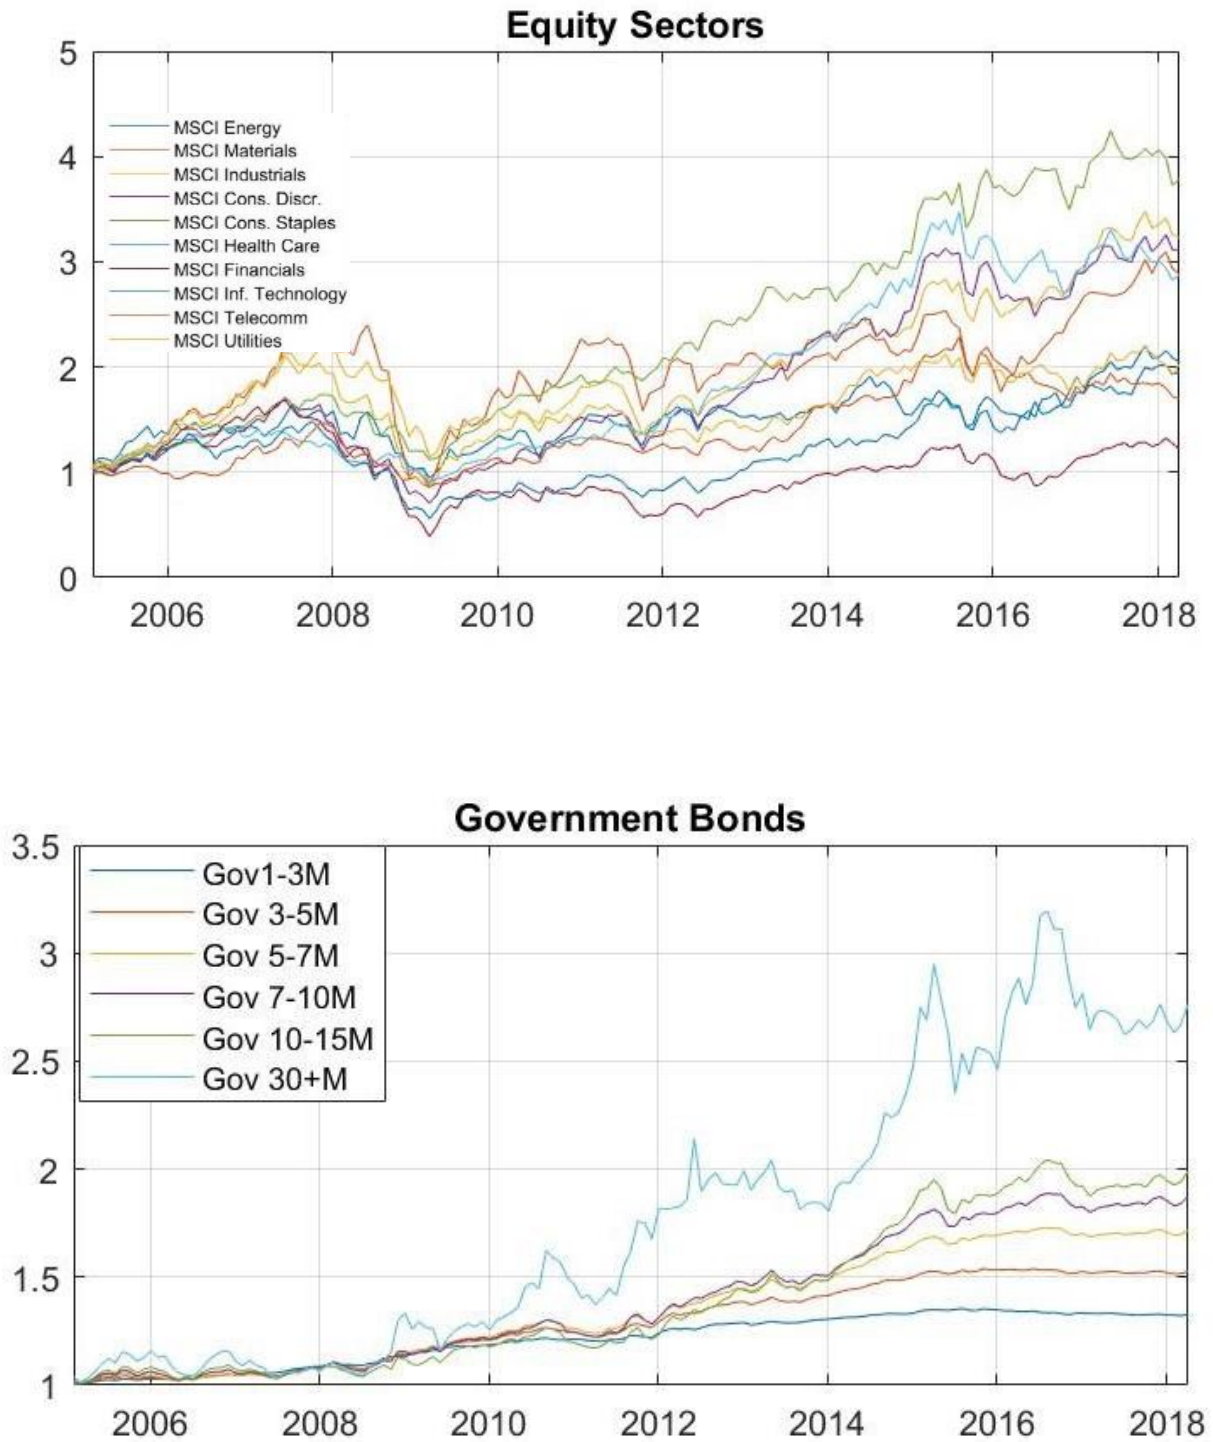 Equity Sectors
5
4
3
2
1
0
MSCI Energy
MSCI Materials
MSCI Industrials
MSCI Cons. Discr.
MSCI Cons. Staples
MSCI Health Care
MSCI Financials
MSCI Inf. Technology
MSCI Telecomm
MSCI Utilities
2006 2008 2010 2012 2014 2016 2018
Government Bonds
3.5
3
2.5
2
1.5
1
Gov1-3M
Gov 3-5M
Gov 5-7M
Gov 7-10M
Gov 10-15M
Gov 30+M
2006 2008 2010 2012 2014 2016 2018